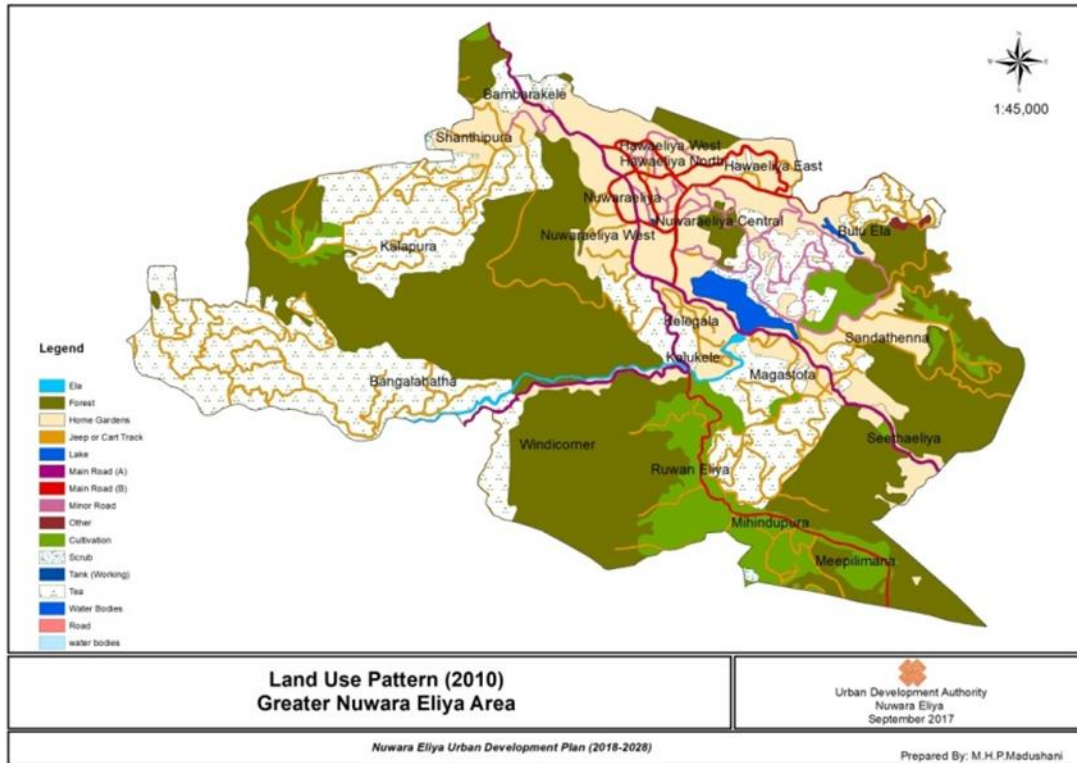 N
1:45,000
Bambarakele
Shanthipura
Hawaeliya West
Hawaeliya North
Hawaeliya East
Nuwaraeliya
Nuwaraeliya Central
Nuwaraeliya West
Bulu Ela
Kalapura
Kelegala
Sandathenna
Kalukele
Magastota
Bangalahatha
Windicorner
Seethaeliya
Ruwan Eliya
Mihindupura
Meepilimana
Legend
Ela
Forest
Home Gardens
Jeep or Cart Track
Lake
Main Road (A)
Main Road (B)
Minor Road
Other
Cultivation
Scrub
Tank (Working)
Tea
Water Bodies
Road
water bodies
Land Use Pattern (2010)
Greater Nuwara Eliya Area
Urban Development Authority
Nuwara Eliya
September 2017
Nuwara Eliya Urban Development Plan (2018-2028)
Prepared By: M.H.P.Madushani